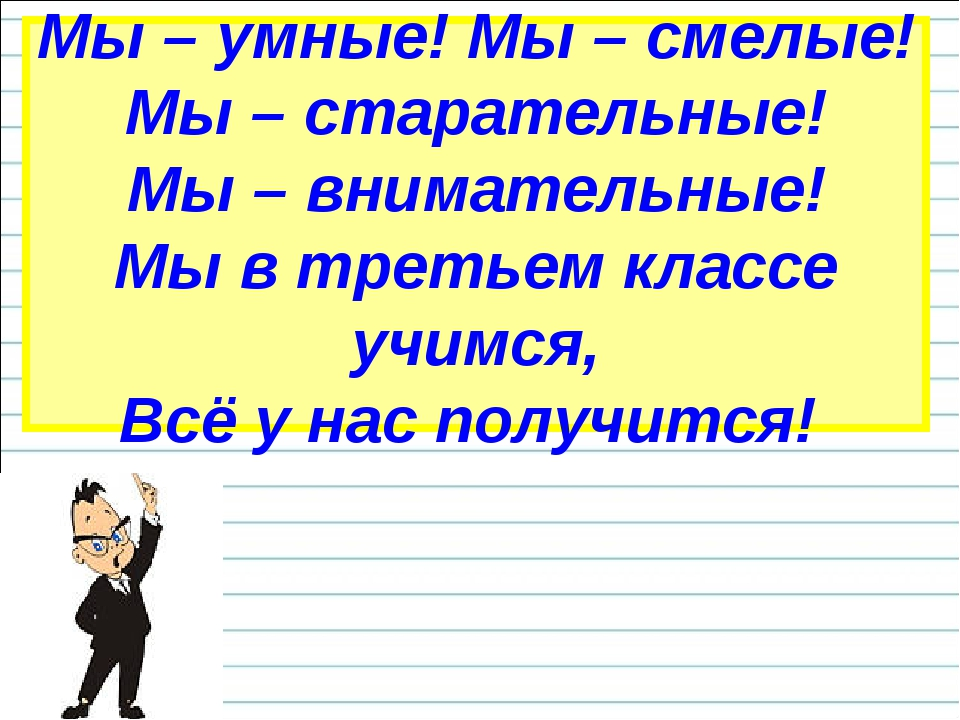 Мы – умные! Мы – смелые!
Мы – старательные!
Мы – внимательные!
Мы в третьем классе
учимся,
Всё у нас получится!